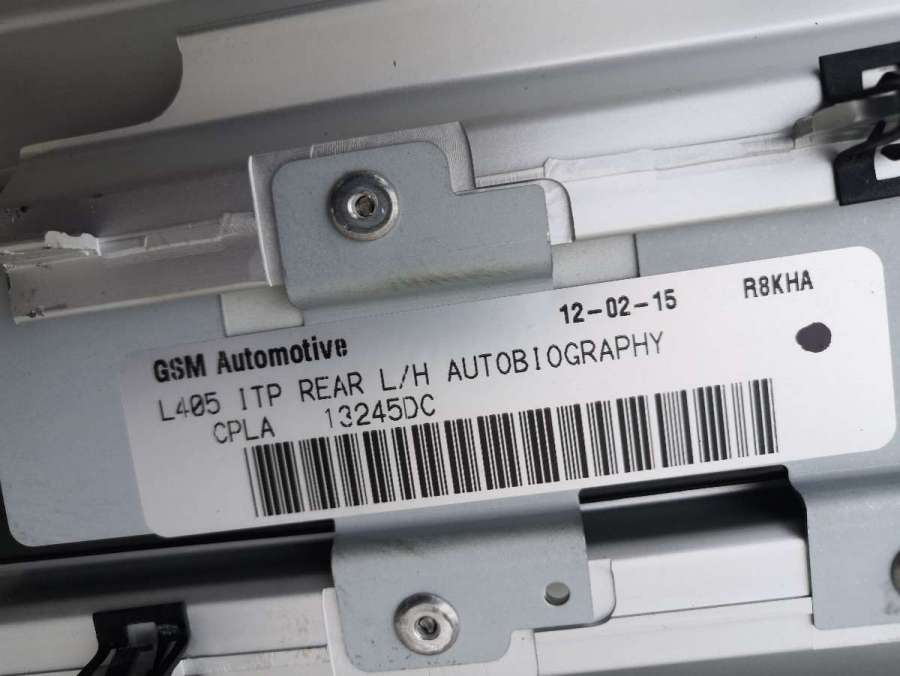 12-02-15 R8KHA
GSM Automotive
L405 ITP REAR L/H AUTOBIOGRAPHY
CPLA 13245DC